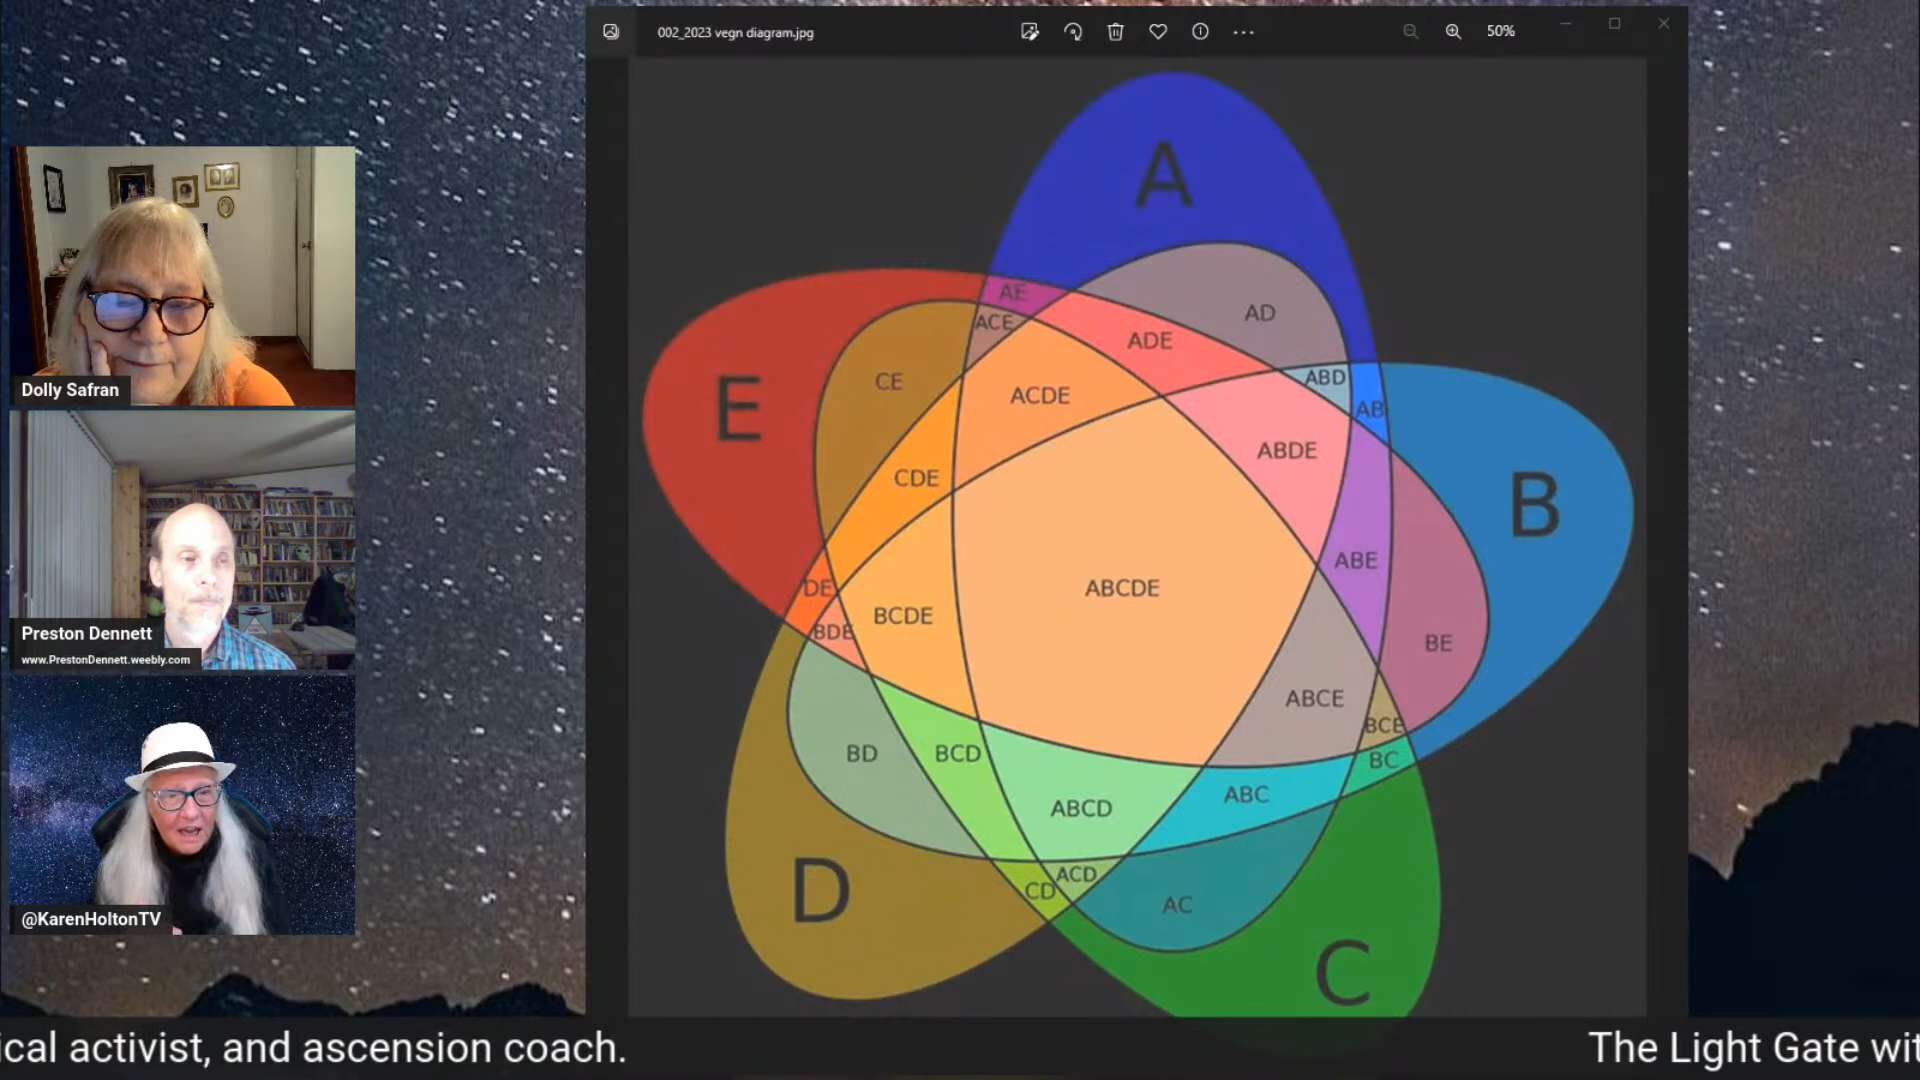 002_2023 vegn diagram.jpg
50%
A
AE
ACE
AD
ADE
ABD
AB
E
CE
ACDE
ABDE
CDE
B
ABE
DE
BCDE
ABCDE
BDE
BE
ABCE
BCE
BD
BCD
BC
ABC
ABCD
D
CD
ACD
AC
C
Dolly Safran
Preston Dennett
www.PrestonDennett.weebly.com
@KarenHoltonTV
ical activist, and ascension coach.
The Light Gate wit